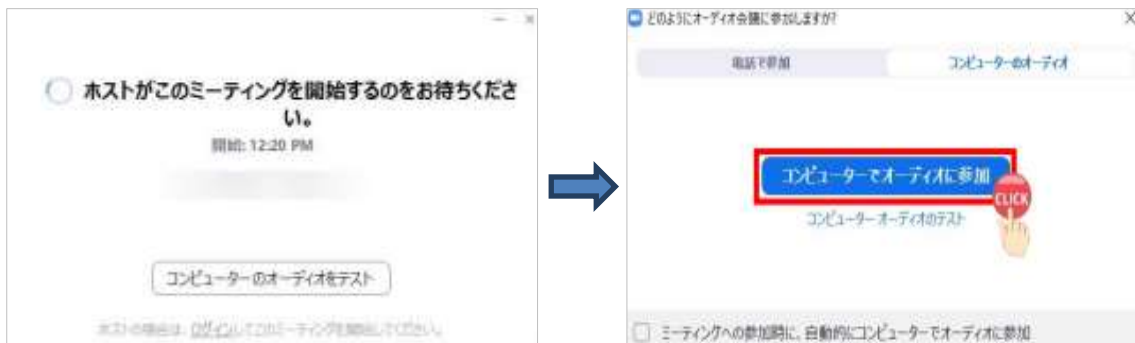 ホストがこのミーティングを開始するのをお待ちくださ
い。
開始: 12:20 PM
コンピューターのオーディオをテスト
ホストの場合は、ログインしてこのミーティングを開始してください。
どのようにオーディオ会議に参加しますか?
電話で参加
コンピューターのオーディオ
コンピューターでオーディオに参加
CLICK
コンピューター オーディオのテスト
ミーティングへの参加時に、自動的にコンピューターでオーディオに参加